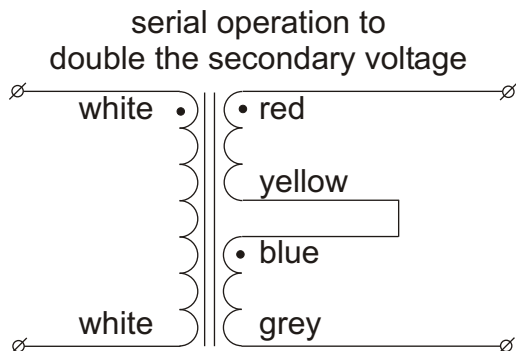 serial operation to
double the secondary voltage
white
red
yellow
blue
white
grey